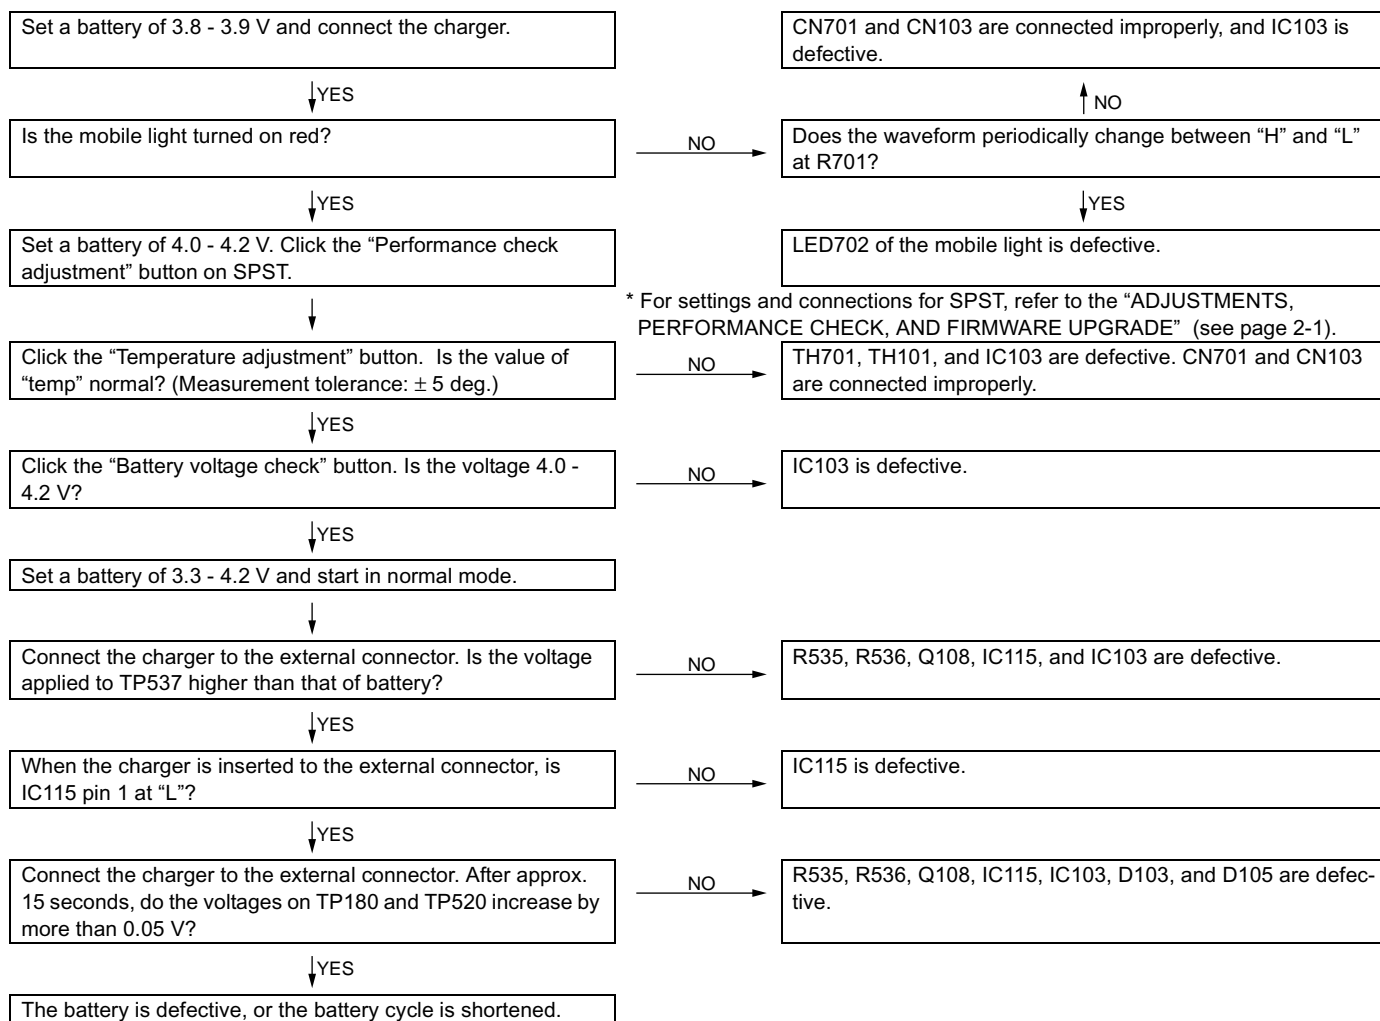 Set a battery of 3.8 - 3.9 V and connect the charger.
CN701 and CN103 are connected improperly, and IC103 is
defective.
YES
NO
Is the mobile light turned on red?
NO
Does the waveform periodically change between “H” and “L”
at R701?
YES
YES
Set a battery of 4.0 - 4.2 V. Click the “Performance check
adjustment” button on SPST.
LED702 of the mobile light is defective.
* For settings and connections for SPST, refer to the “ADJUSTMENTS,
PERFORMANCE CHECK, AND FIRMWARE UPGRADE” (see page 2-1).
Click the “Temperature adjustment” button. Is the value of
“temp” normal? (Measurement tolerance: ± 5 deg.)
NO
TH701, TH101, and IC103 are defective. CN701 and CN103
are connected improperly.
YES
Click the “Battery voltage check” button. Is the voltage 4.0 -
4.2 V?
NO
IC103 is defective.
YES
Set a battery of 3.3 - 4.2 V and start in normal mode.
Connect the charger to the external connector. Is the voltage
applied to TP537 higher than that of battery?
NO
R535, R536, Q108, IC115, and IC103 are defective.
YES
When the charger is inserted to the external connector, is
IC115 pin 1 at “L”?
NO
IC115 is defective.
YES
Connect the charger to the external connector. After approx.
15 seconds, do the voltages on TP180 and TP520 increase by
more than 0.05 V?
NO
R535, R536, Q108, IC115, IC103, D103, and D105 are defec-
tive.
YES
The battery is defective, or the battery cycle is shortened.